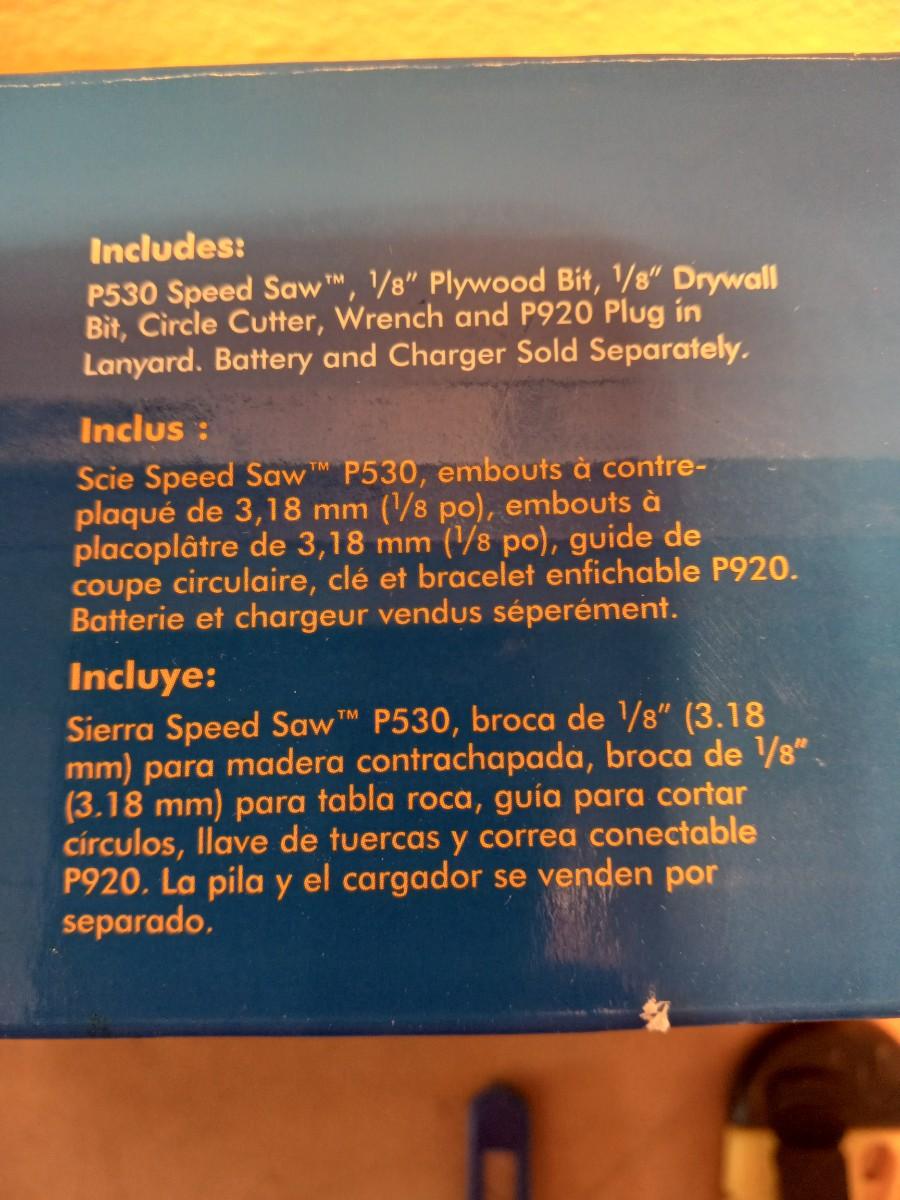 Includes:
P530 Speed Saw™, 1/8" Plywood Bit, 1/8" Drywall
Bit, Circle Cutter, Wrench and P920 Plug in
Lanyard. Battery and Charger Sold Separately.
Inclus :
Scie Speed Saw™ P530, embouts à contre-
plaqué de 3,18 mm (1/8 po), embouts à
placoplâtre de 3,18 mm (1/8 po), guide de
coupe circulaire, clé et bracelet enfichable P920.
Batterie et chargeur vendus séperément.
Incluye:
Sierra Speed Saw™ P530, broca de 1/8" (3.18
mm) para madera contrachapada, broca de 1/8"
(3.18 mm) para tabla roca, guía para cortar
círculos, llave de tuercas y correa conectable
P920. La pila y el cargador se venden por
separado.